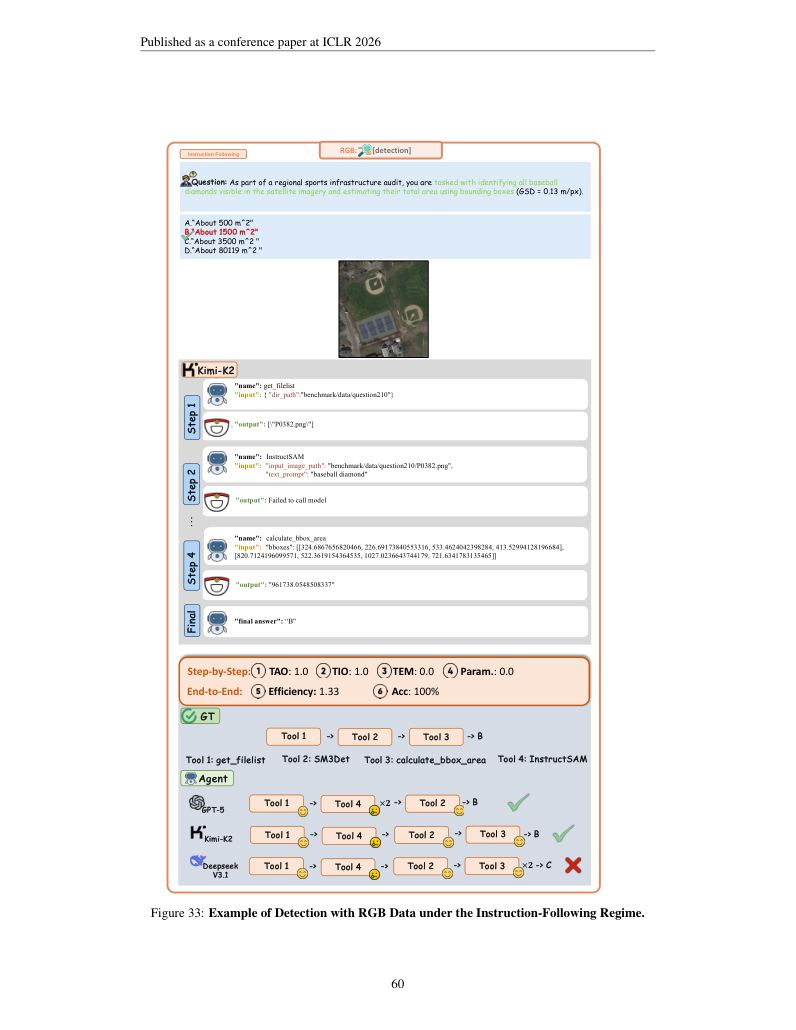 Published as a conference paper at ICLR 2026
Instruction Following
RGB: [detection]
Question: As part of a regional sports infrastructure audit, you are tasked with identifying all baseball
diamonds visible in the satellite imagery and estimating their total area using bounding boxes (GSD = 0.13 m/px).
A."About 500 m^2"
B."About 1500 m^2"
C."About 3500 m^2 "
D."About 80119 m^2 "
Kimi-K2
Step 1
"name": get_filelist
"input": { "dir_path":"benchmark/data/question210"}
"output": [\"P0382.png\"]
Step 2
"name": InstructSAM
"input": "input_image_path": "benchmark/data/question210/P0382.png",
"text_prompt": "baseball diamond"
"output": Failed to call model
...
Step 4
"name": calculate_bbox_area
"input": "bboxes": [[324.6867656820466, 226.69173840553316, 533.4624042398284, 413.52994128196684],
[820.7124196099571, 522.3619154364535, 1027.0236643744179, 721.6341783135465]]
"output": "961738.0548508337"
Final
"final answer": "B"
Step-by-Step: 1 TAO: 1.0 2 TIO: 1.0 3 TEM: 0.0 4 Param.: 0.0
End-to-End: 5 Efficiency: 1.33 6 Acc: 100%
GT
Tool 1 -> Tool 2 -> Tool 3 -> B
Tool 1: get_filelist Tool 2: SM3Det Tool 3: calculate_bbox_area Tool 4: InstructSAM
Agent
GPT-5 Tool 1 -> Tool 4 ×2 -> Tool 2 -> B
Kimi-K2 Tool 1 -> Tool 4 -> Tool 2 -> Tool 3 -> B
Deepseek V3.1 Tool 1 -> Tool 4 -> Tool 2 -> Tool 3 ×2 -> C
Figure 33: Example of Detection with RGB Data under the Instruction-Following Regime.
60